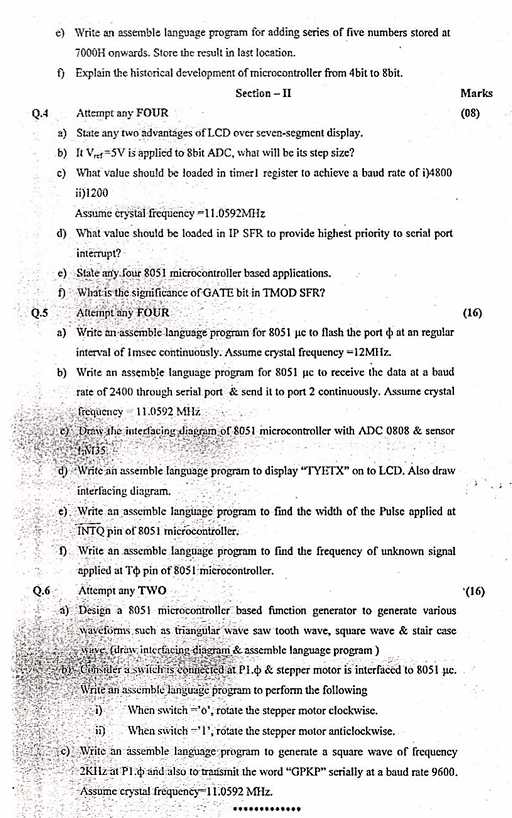 e) Write an assemble language program for adding series of five numbers stored at
7000H onwards. Store the result in last location.
f) Explain the historical development of microcontroller from 4bit to 8bit.
Section – II Marks
Q.4 Attempt any FOUR (08)
a) State any two advantages of LCD over seven-segment display.
b) It Vref=5V is applied to 8bit ADC, what will be its step size?
c) What value should be loaded in timer1 register to achieve a baud rate of i)4800
ii)1200
Assume crystal frequency =11.0592MHz
d) What value should be loaded in IP SFR to provide highest priority to serial port
interrupt?
e) State any four 8051 microcontroller based applications.
f) What is the significance of GATE bit in TMOD SFR?
Q.5 Attempt any FOUR (16)
a) Write an assemble language program for 8051 µc to flash the port ϕ at an regular
interval of 1msec continuously. Assume crystal frequency =12MHz.
b) Write an assemble language program for 8051 µc to receive the data at a baud
rate of 2400 through serial port & send it to port 2 continuously. Assume crystal
frequency = 11.0592 MHz
c) Draw the interfacing diagram of 8051 microcontroller with ADC 0808 & sensor
LM35.
d) Write an assemble language program to display “TYETX” on to LCD. Also draw
interfacing diagram.
e) Write an assemble language program to find the width of the Pulse applied at
INTQ pin of 8051 microcontroller.
f) Write an assemble language program to find the frequency of unknown signal
applied at Tϕ pin of 8051 microcontroller.
Q.6 Attempt any TWO (16)
a) Design a 8051 microcontroller based function generator to generate various
waveforms such as triangular wave saw tooth wave, square wave & stair case
wave. (draw interfacing diagram & assemble language program )
b) Consider a switch is connected at P1.ϕ & stepper motor is interfaced to 8051 µc.
Write an assemble language program to perform the following
i) When switch =’o’, rotate the stepper motor clockwise.
ii) When switch =’1’, rotate the stepper motor anticlockwise.
c) Write an assemble language program to generate a square wave of frequency
2KHz at P1.ϕ and also to transmit the word “GPKP” serially at a baud rate 9600.
Assume crystal frequency=11.0592 MHz.
*************